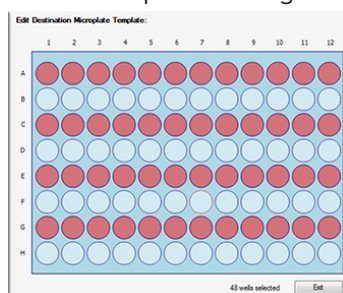 Edit Destination Microplate Template:
1 2 3 4 5 6 7 8 9 10 11 12
A
B
C
D
E
F
G
H
48 wells selected Exit